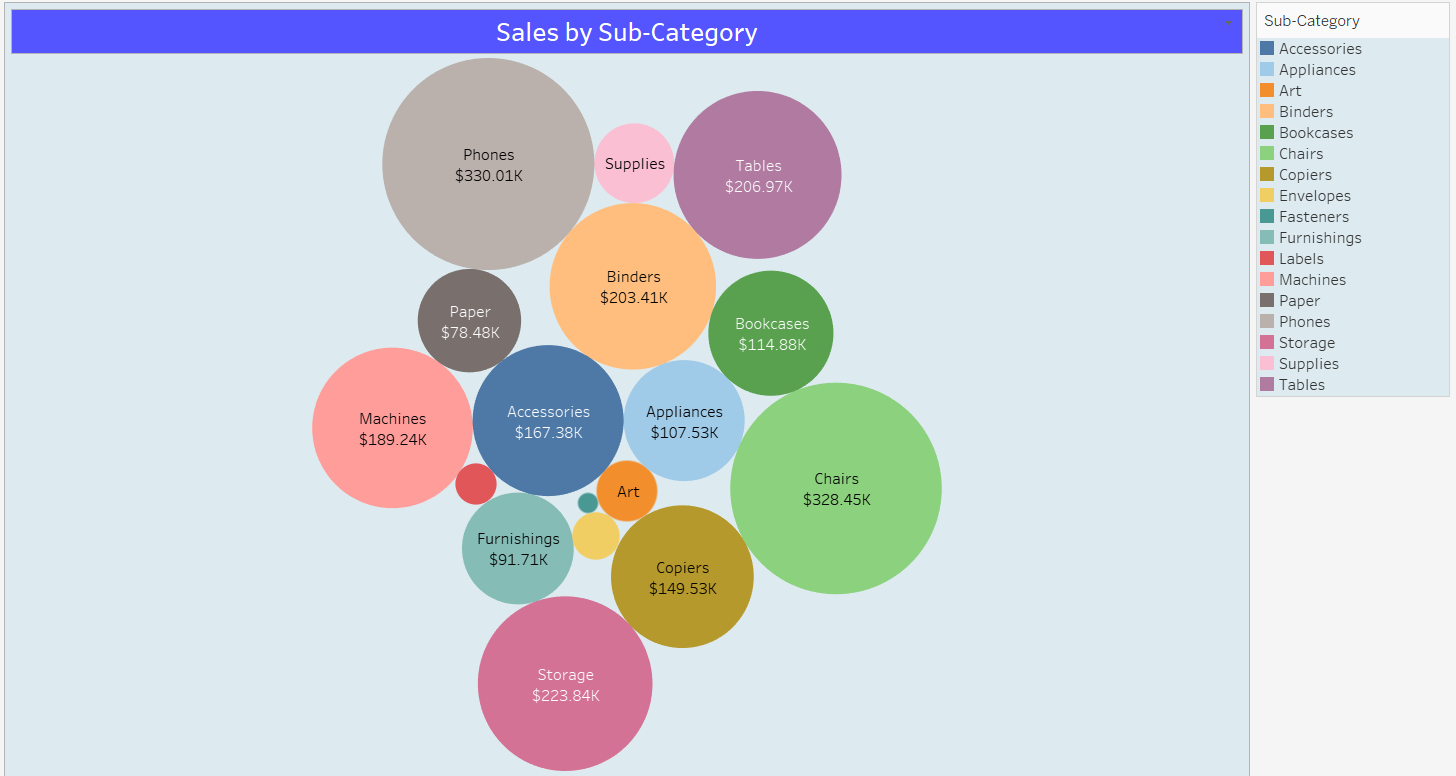 Sales by Sub-Category
Phones
$330.01K
Supplies
Tables
$206.97K
Binders
$203.41K
Paper
$78.48K
Bookcases
$114.88K
Machines
$189.24K
Accessories
$167.38K
Appliances
$107.53K
Chairs
$328.45K
Art
Furnishings
$91.71K
Copiers
$149.53K
Storage
$223.84K
Sub-Category
Accessories
Appliances
Art
Binders
Bookcases
Chairs
Copiers
Envelopes
Fasteners
Furnishings
Labels
Machines
Paper
Phones
Storage
Supplies
Tables